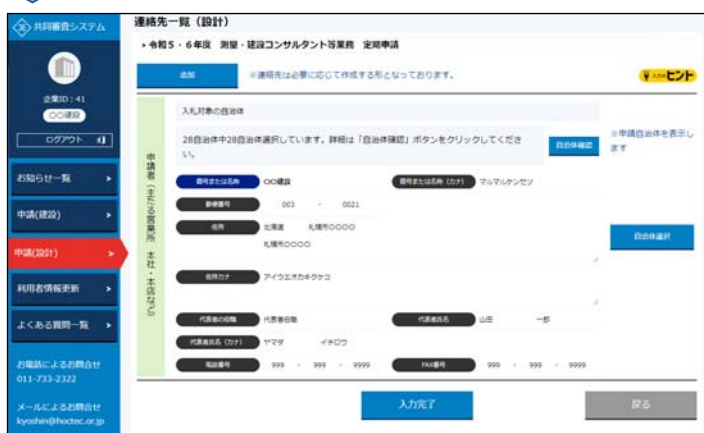 共同審査システム
企業ID:41
〇〇建設
ログアウト
お知らせ一覧
申請(建設)
申請(設計)
利用者情報更新
よくある質問一覧
お電話によるお問合せ
011-733-2322
メールによるお問合せ
kyoshin@hoctec.or.jp
連絡先一覧(設計)
令和5・6年度 測量・建設コンサルタント等業務 定期申請
追加
※連絡先は必要に応じて作成する形となっております。
ヒント
申請者(主たる営業所 本社・本店など)
入札対象の自治体
28自治体中28自治体選択しています。詳細は「自治体確認」ボタンをクリックしてくださ
い。
自治体確認
※申請自治体を表示し
ます
商号または名称 〇〇建設 商号または名称(カナ) マルマルケンセツ
郵便番号 003 - 0021
住所 北海道 札幌市〇〇〇〇
札幌市〇〇〇〇
自治体選択
住所カナ アイウエオカキクケコ
代表者の役職 代表者役職 代表者氏名 山田 一郎
代表者氏名(カナ) ヤマダ イチロウ
電話番号 999 - 999 - 9999 FAX番号 999 - 999 - 9999
入力完了
戻る